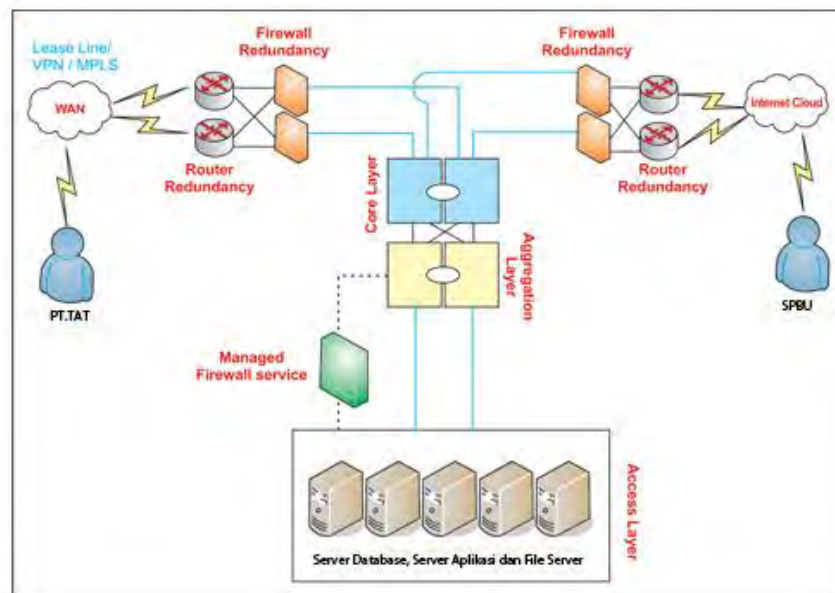 Lease Line/
VPN / MPLS
Firewall
Redundancy
Firewall
Redundancy
WAN
Internet Cloud
Router
Redundancy
Router
Redundancy
Core Layer
Aggregation
Layer
PT.TAT
SPBU
Managed
Firewall service
Access Layer
Server Database, Server Aplikasi dan File Server